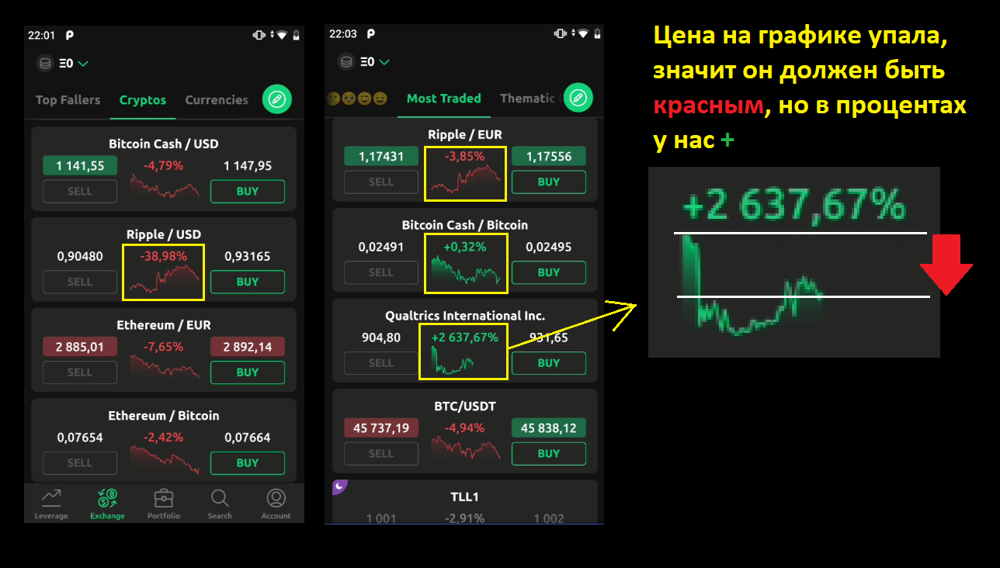 22:01
Ξ0
Top Fallers Cryptos Currencies
Bitcoin Cash / USD
1 141,55 -4,79% 1 147,95
SELL BUY
Ripple / USD
0,90480 -38,98% 0,93165
SELL BUY
Ethereum / EUR
2 885,01 -7,65% 2 892,14
SELL BUY
Ethereum / Bitcoin
0,07654 -2,42% 0,07664
SELL BUY
Leverage Exchange Portfolio Search Account
22:03
Ξ0
Most Traded Thematic
Ripple / EUR
1,17431 -3,85% 1,17556
SELL BUY
Bitcoin Cash / Bitcoin
0,02491 +0,32% 0,02495
SELL BUY
Qualtrics International Inc.
904,80 +2 637,67% 931,65
SELL BUY
BTC/USDT
45 737,19 -4,94% 45 838,12
SELL BUY
TLL1
1 001 -2,91% 1 002
Цена на графике упала,
значит он должен быть
красным, но в процентах
у нас +
+2 637,67%